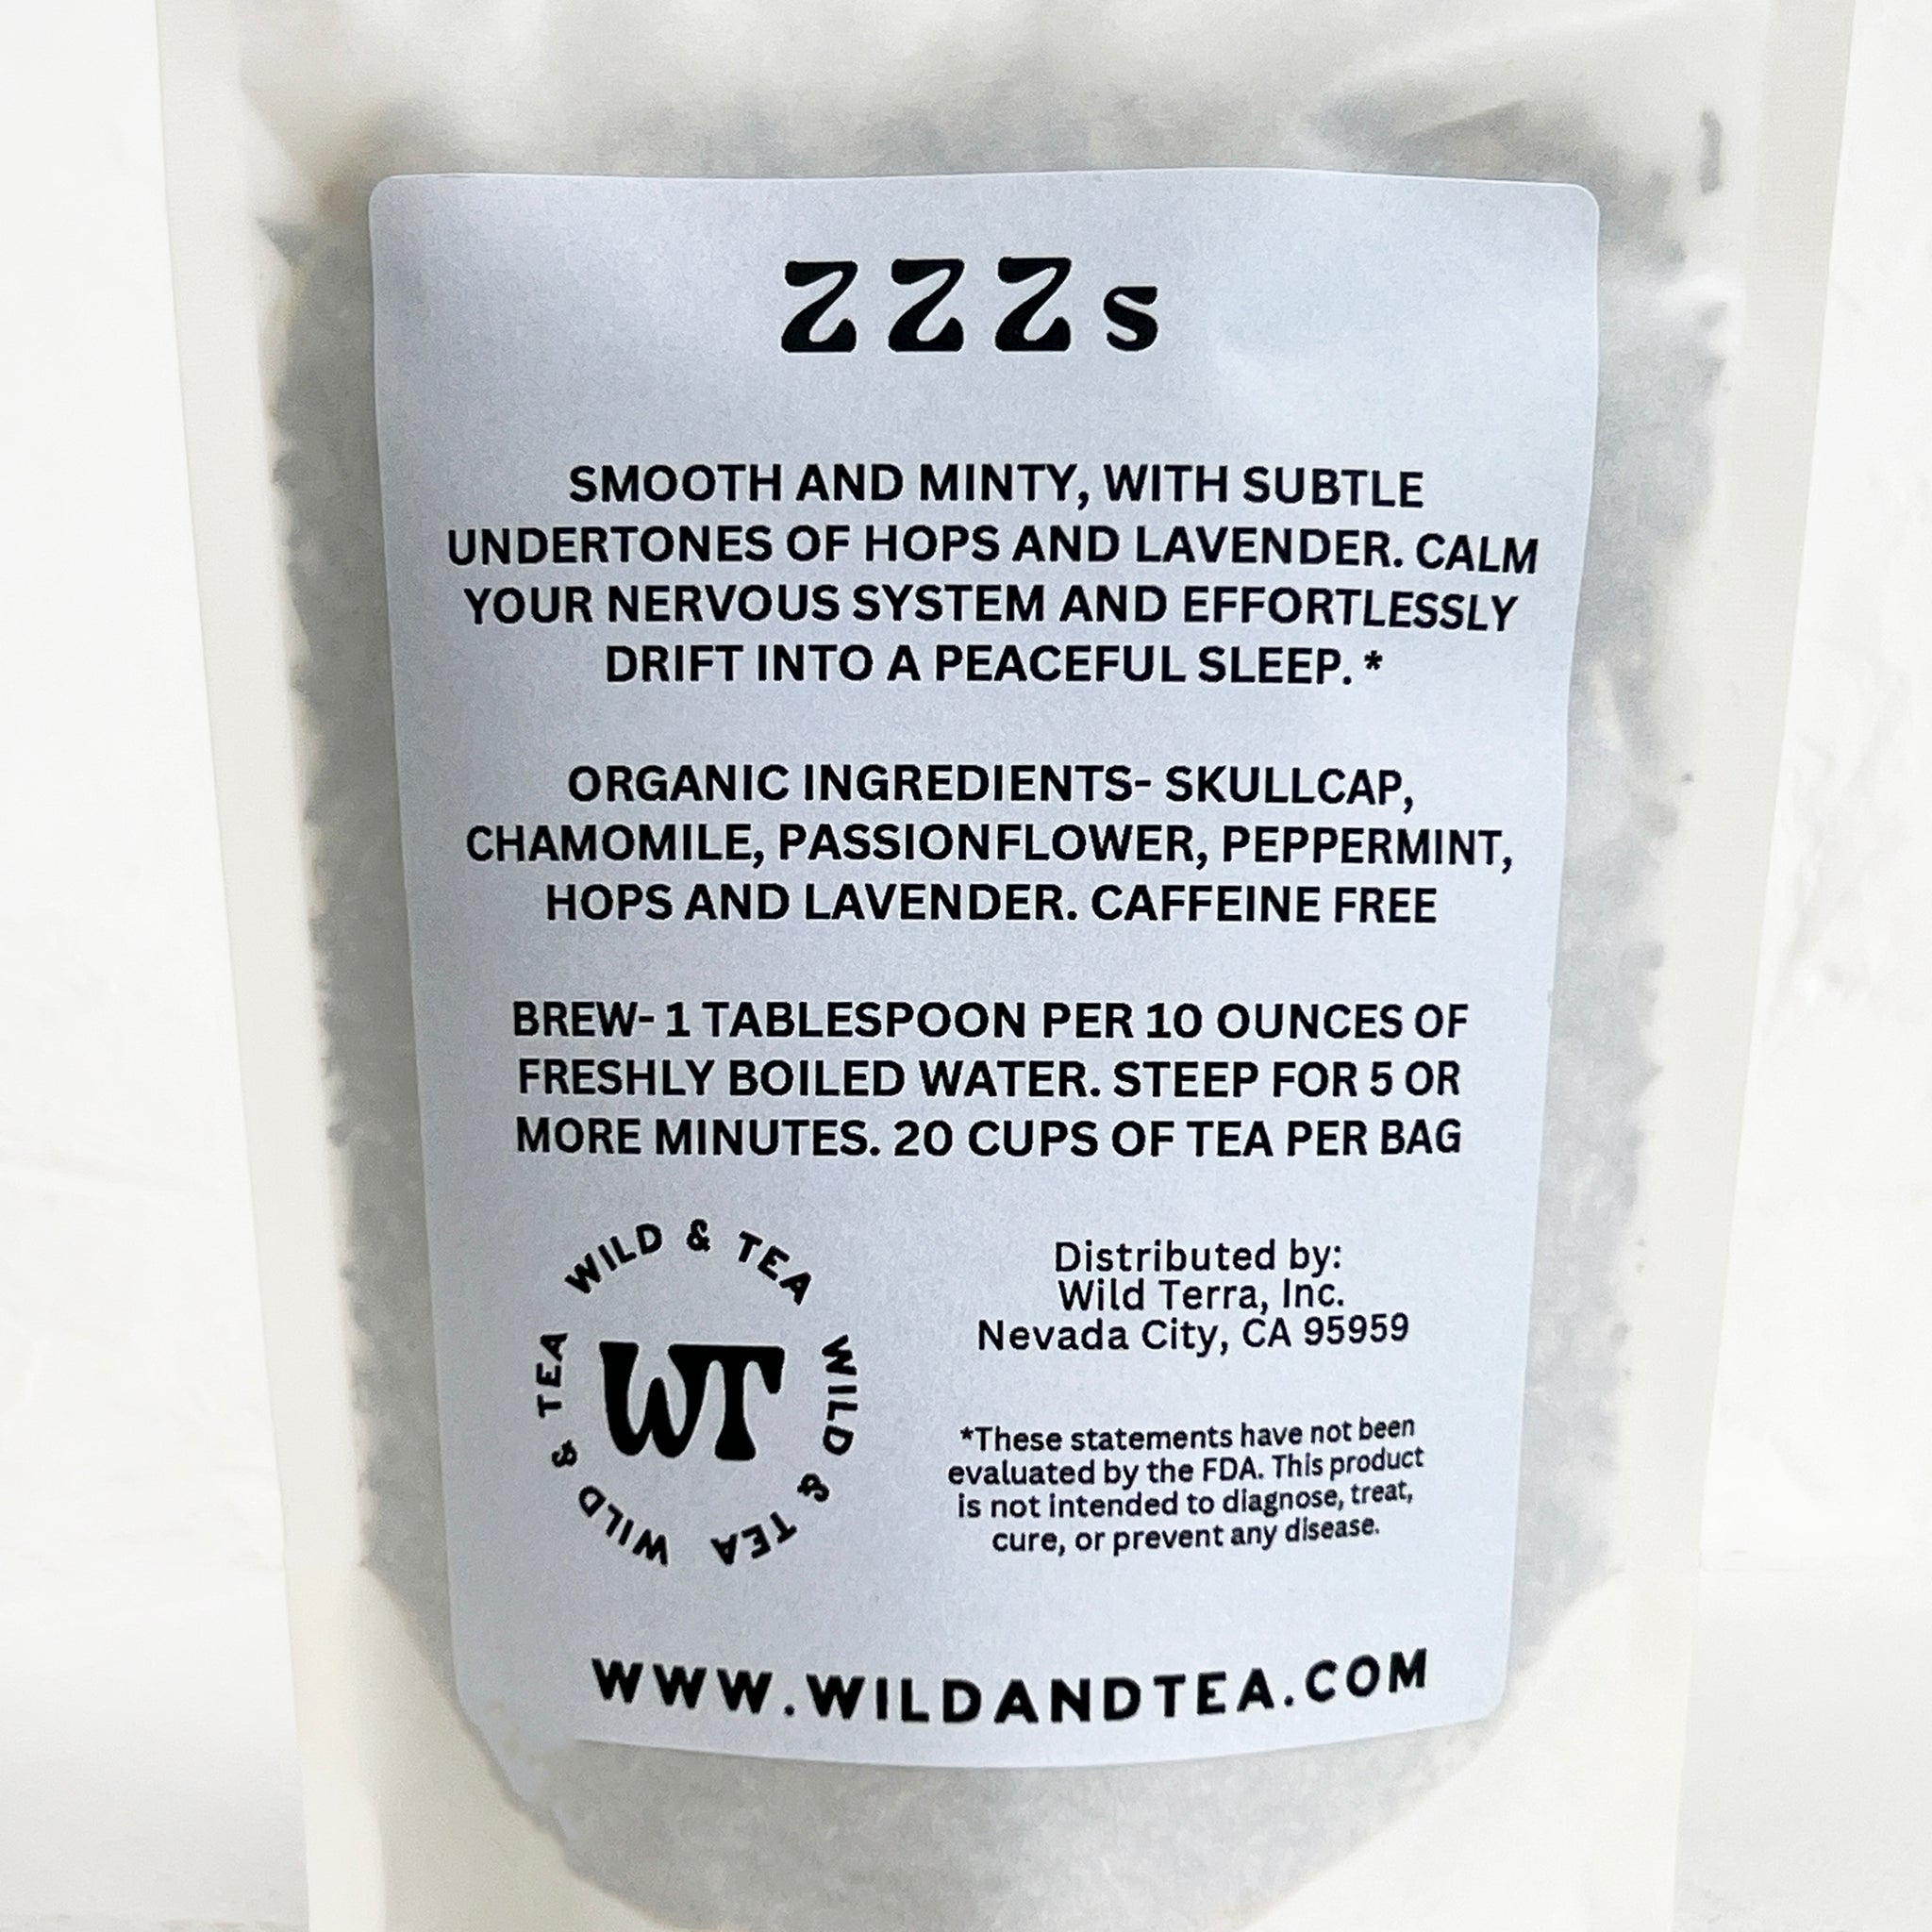 ZZZs
SMOOTH AND MINTY, WITH SUBTLE
UNDERTONES OF HOPS AND LAVENDER. CALM
YOUR NERVOUS SYSTEM AND EFFORTLESSLY
DRIFT INTO A PEACEFUL SLEEP. *
ORGANIC INGREDIENTS- SKULLCAP,
CHAMOMILE, PASSIONFLOWER, PEPPERMINT,
HOPS AND LAVENDER. CAFFEINE FREE
BREW- 1 TABLESPOON PER 10 OUNCES OF
FRESHLY BOILED WATER. STEEP FOR 5 OR
MORE MINUTES. 20 CUPS OF TEA PER BAG
WILD & TEA WILD & TEA WILD & TEA
WT
Distributed by:
Wild Terra, Inc.
Nevada City, CA 95959
*These statements have not been
evaluated by the FDA. This product
is not intended to diagnose, treat,
cure, or prevent any disease.
WWW.WILDANDTEA.COM